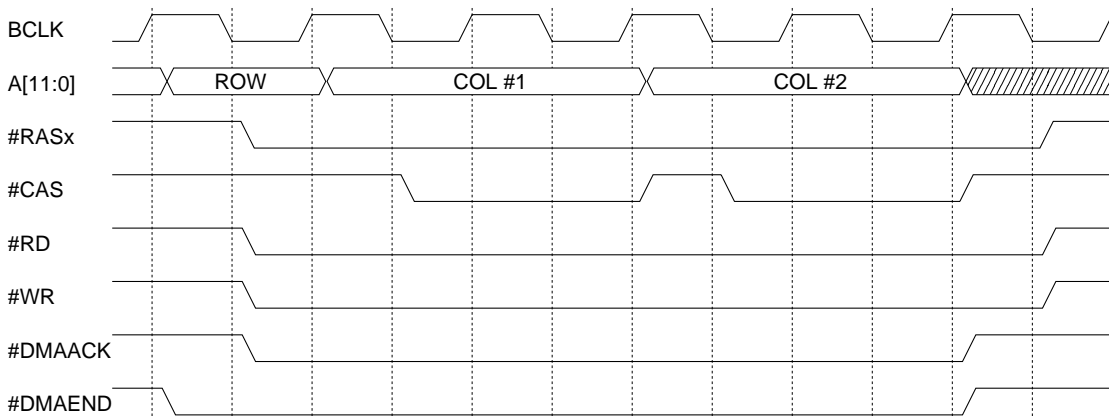 BCLK
A[11:0] ROW COL #1 COL #2
#RASx
#CAS
#RD
#WR
#DMAACK
#DMAEND